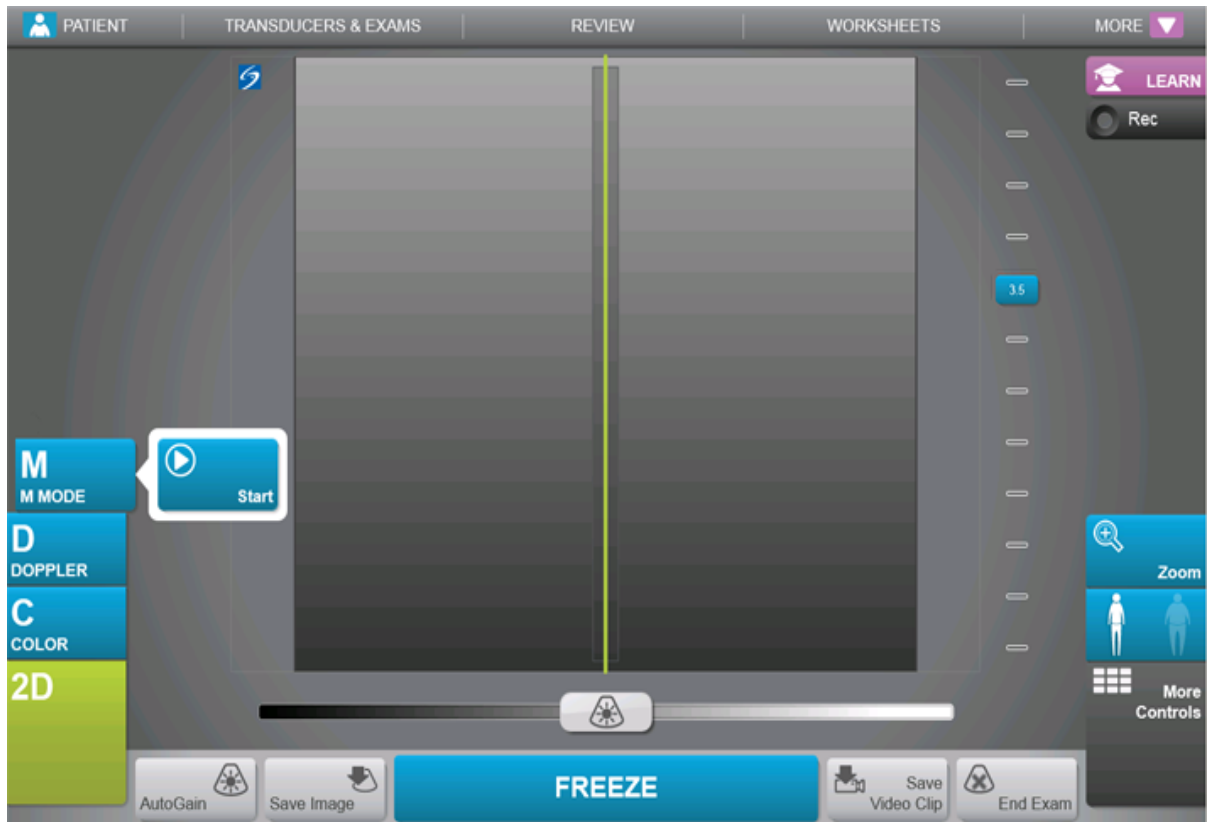 PATIENT
TRANSDUCERS & EXAMS
REVIEW
WORKSHEETS
MORE
LEARN
Rec
3.5
M
M MODE
Start
D
DOPPLER
C
COLOR
2D
Zoom
More
Controls
AutoGain
Save Image
FREEZE
Save
Video Clip
End Exam